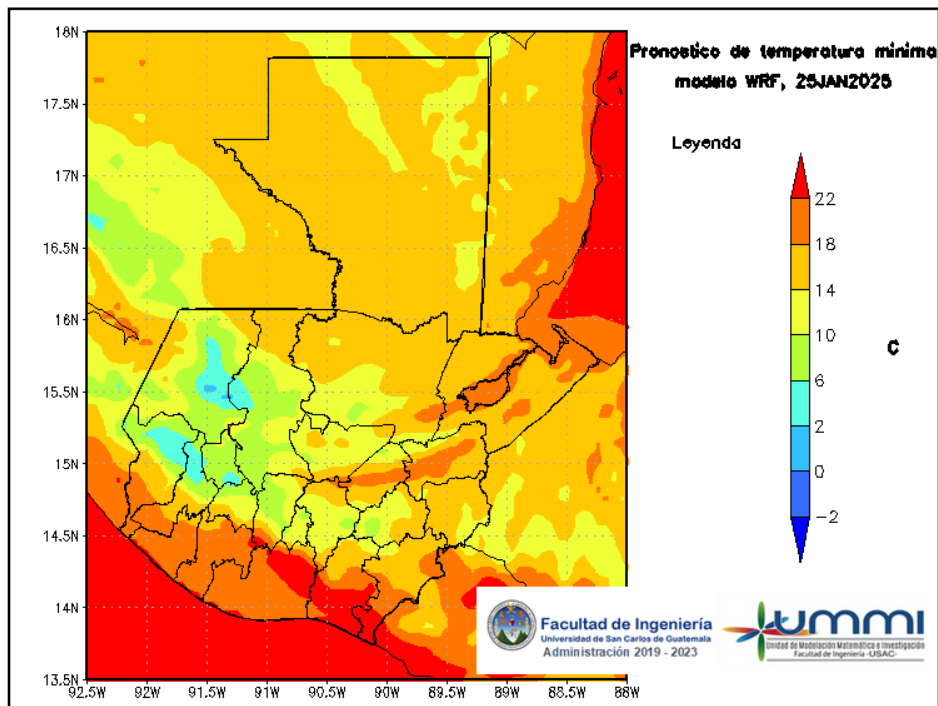 Pronostico de temperatura minima
modelo WRF, 25JAN2025
Leyenda
22
18
14
10
6
2
0
−2
C
18N
17.5N
17N
16.5N
16N
15.5N
15N
14.5N
14N
13.5N
92.5W
92W
91.5W
91W
90.5W
90W
89.5W
89W
88.5W
88W
Facultad de Ingeniería
Universidad de San Carlos de Guatemala
Administración 2019 - 2023
UMMI
Unidad de Modelación Matemática e Investigación
Facultad de Ingeniería -USAC-